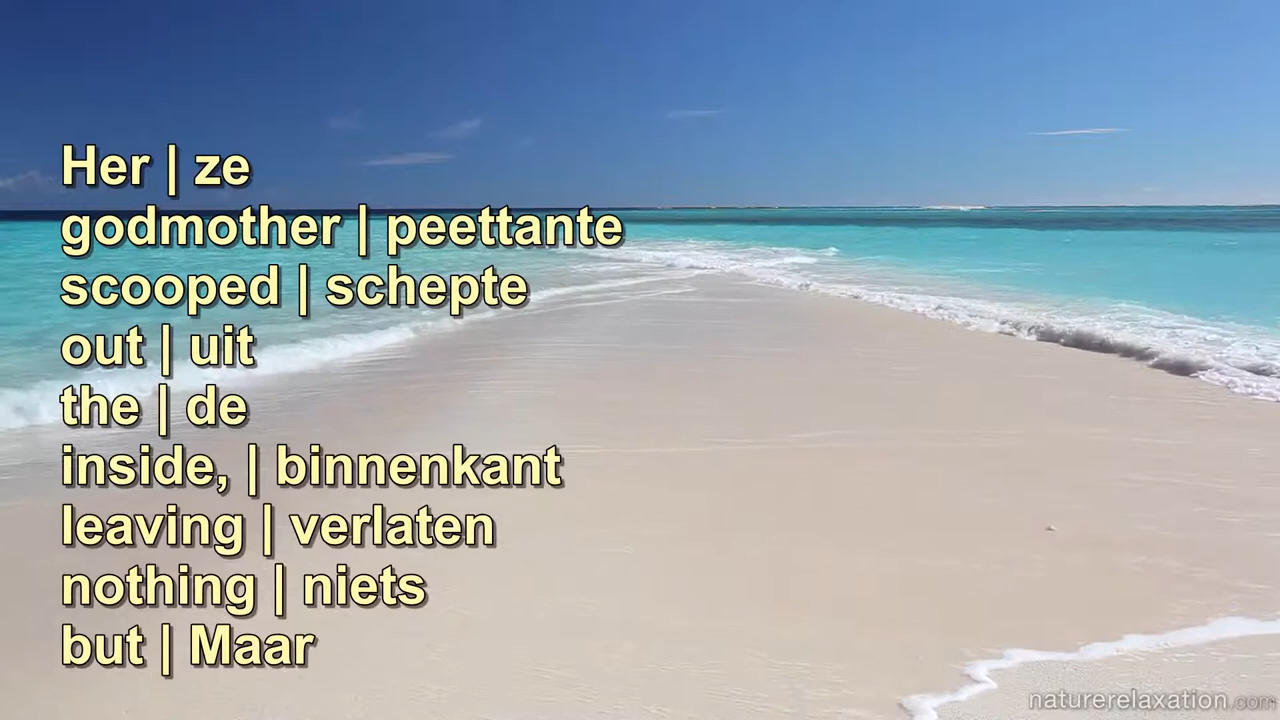 Her | ze
godmother | peettante
scooped | schepte
out | uit
the | de
inside, | binnenkant
leaving | verlaten
nothing | niets
but | Maar
naturerelaxation.com